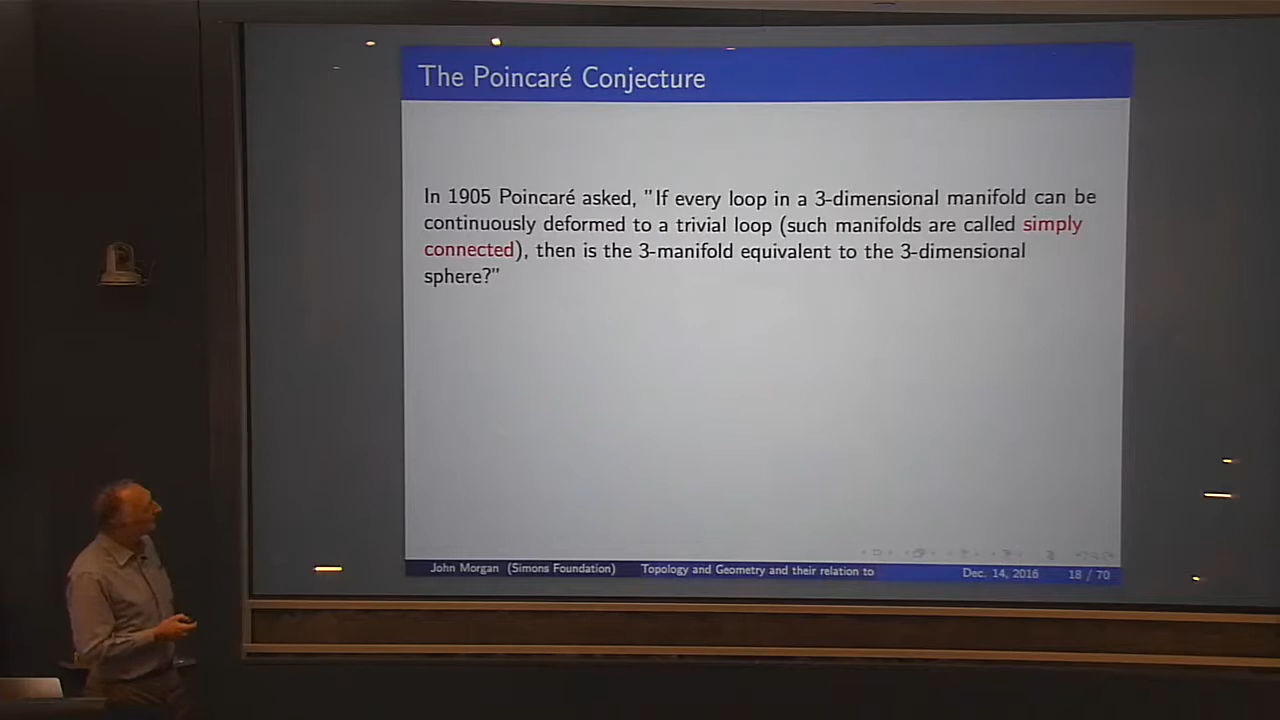 The Poincaré Conjecture
In 1905 Poincaré asked, "If every loop in a 3-dimensional manifold can be
continuously deformed to a trivial loop (such manifolds are called simply
connected), then is the 3-manifold equivalent to the 3-dimensional
sphere?"
John Morgan (Simons Foundation) Topology and Geometry and their relation to Dec. 14, 2016 18 / 70